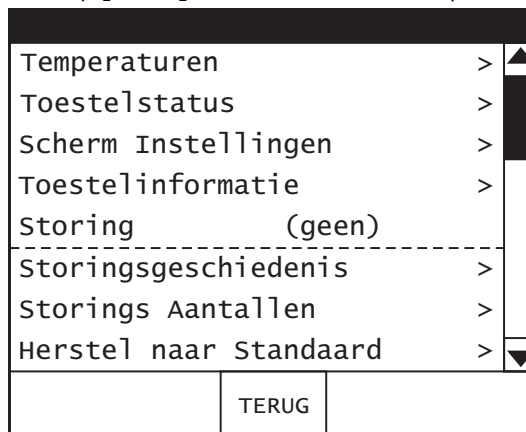 Temperaturen >
Toestelstatus >
Scherm Instellingen >
Toestelinformatie >
Storing (geen)
Storingsgeschiedenis >
Storings Aantallen >
Herstel naar Standaard >
TERUG